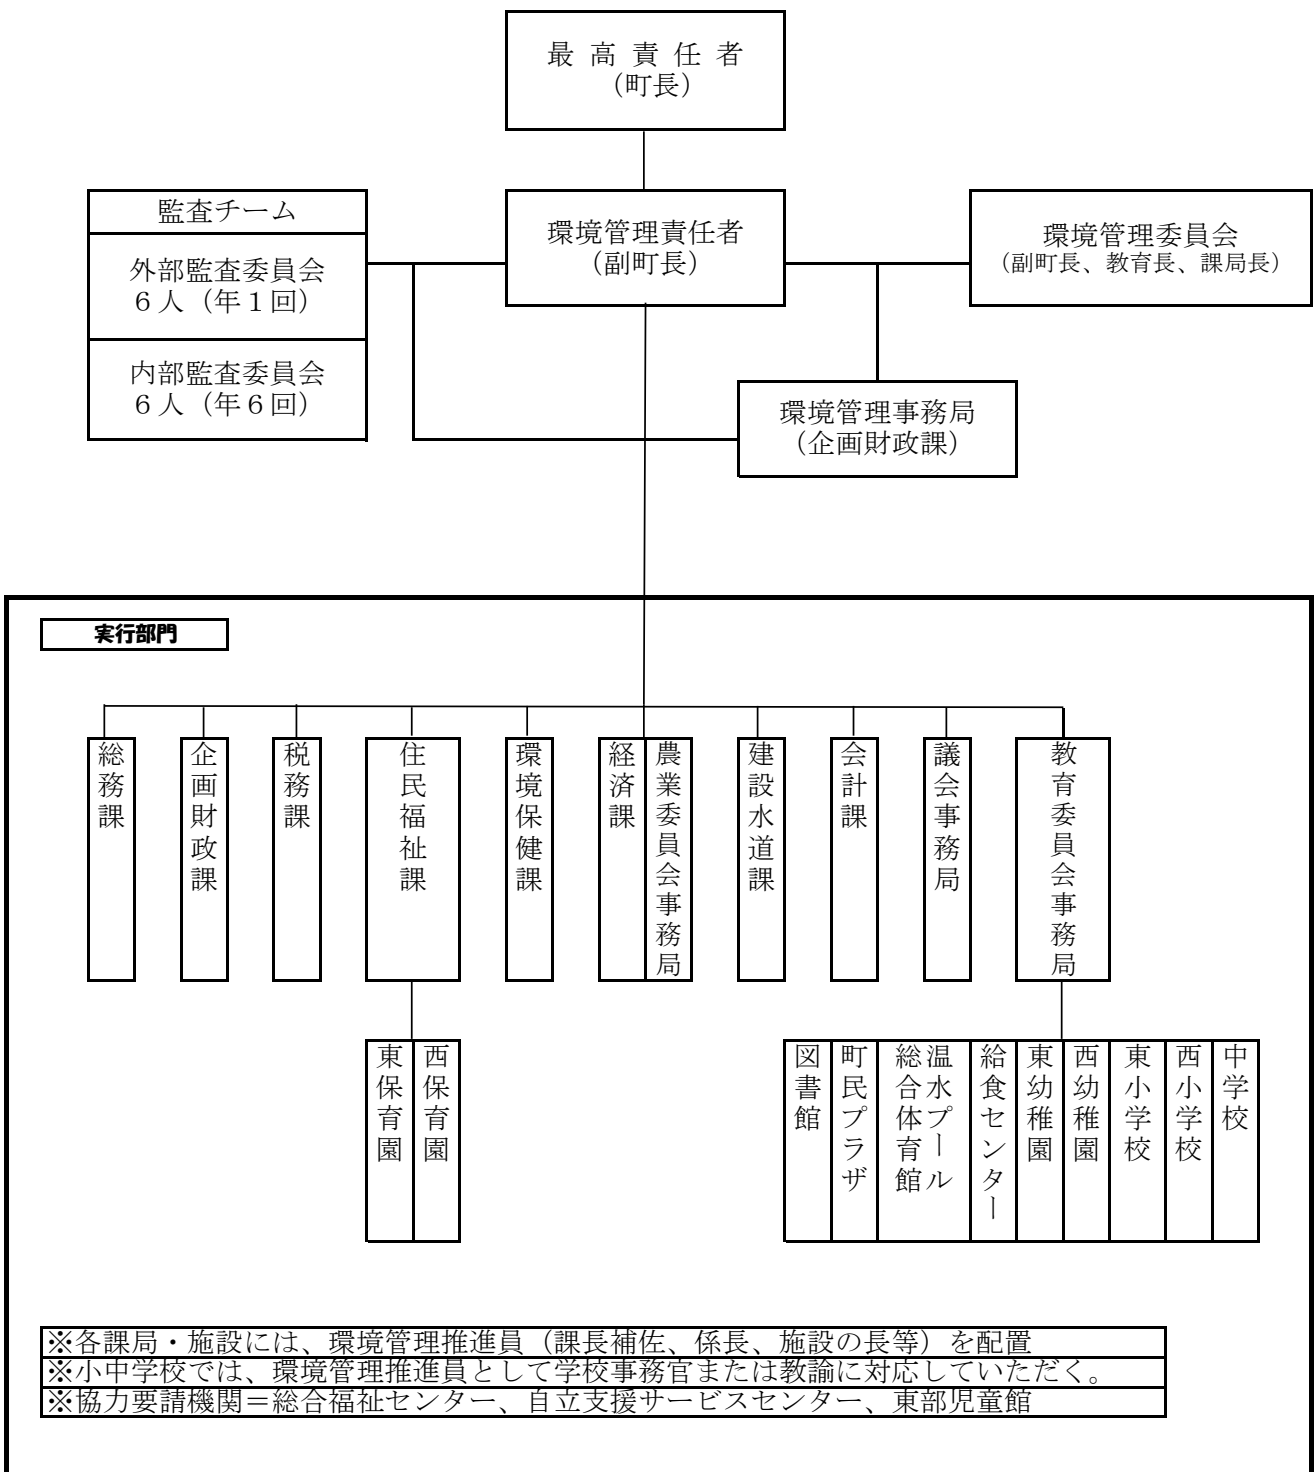 最高責任者
（町長）
監査チーム
外部監査委員会
６人（年１回）
内部監査委員会
６人（年６回）
環境管理責任者
（副町長）
環境管理委員会
（副町長、教育長、課局長）
環境管理事務局
（企画財政課）
実行部門
総務課
企画財政課
税務課
住民福祉課
環境保健課
経済課
農業委員会事務局
建設水道課
会計課
議会事務局
教育委員会事務局
東保育園
西保育園
図書館
町民プラザ
温水プール
総合体育館
給食センター
東幼稚園
西幼稚園
東小学校
西小学校
中学校
※各課局・施設には、環境管理推進員（課長補佐、係長、施設の長等）を配置
※小中学校では、環境管理推進員として学校事務官または教諭に対応していただく。
※協力要請機関＝総合福祉センター、自立支援サービスセンター、東部児童館